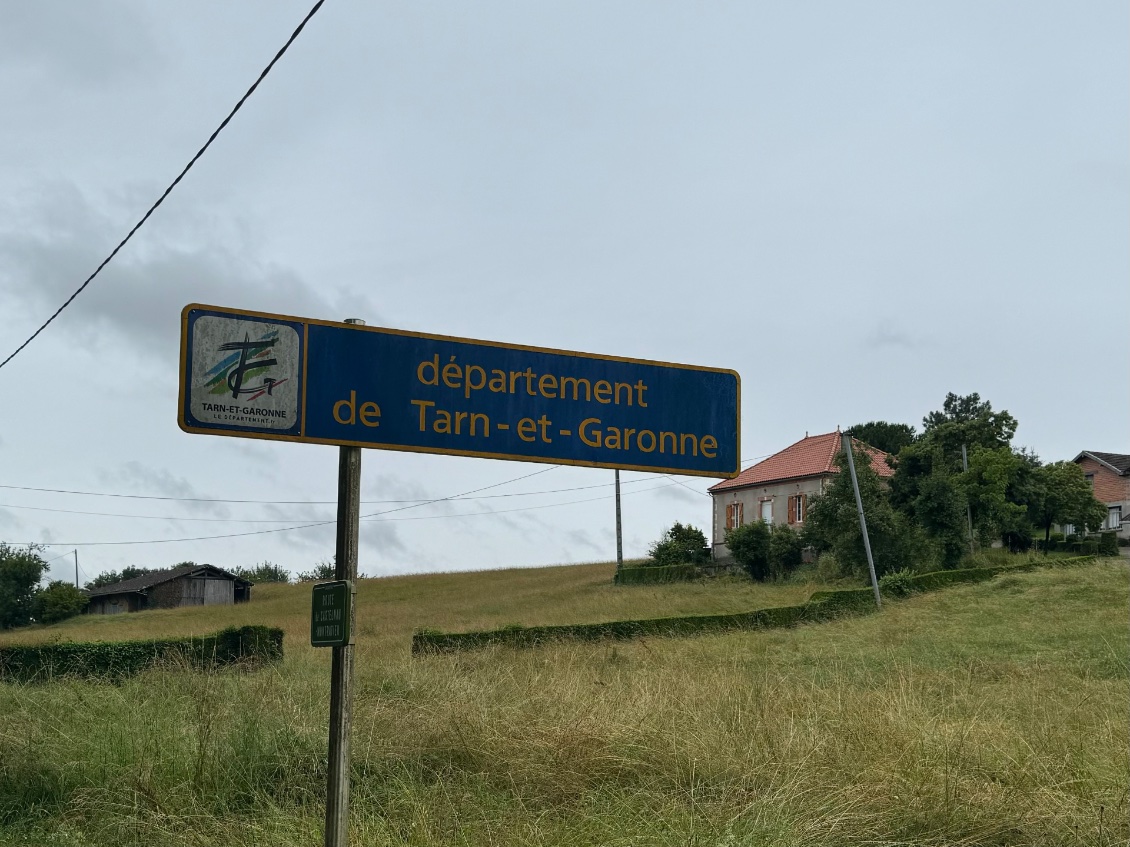 département
de Tarn-et-Garonne
TARN-ET-GARONNE
LE DÉPARTEMENT